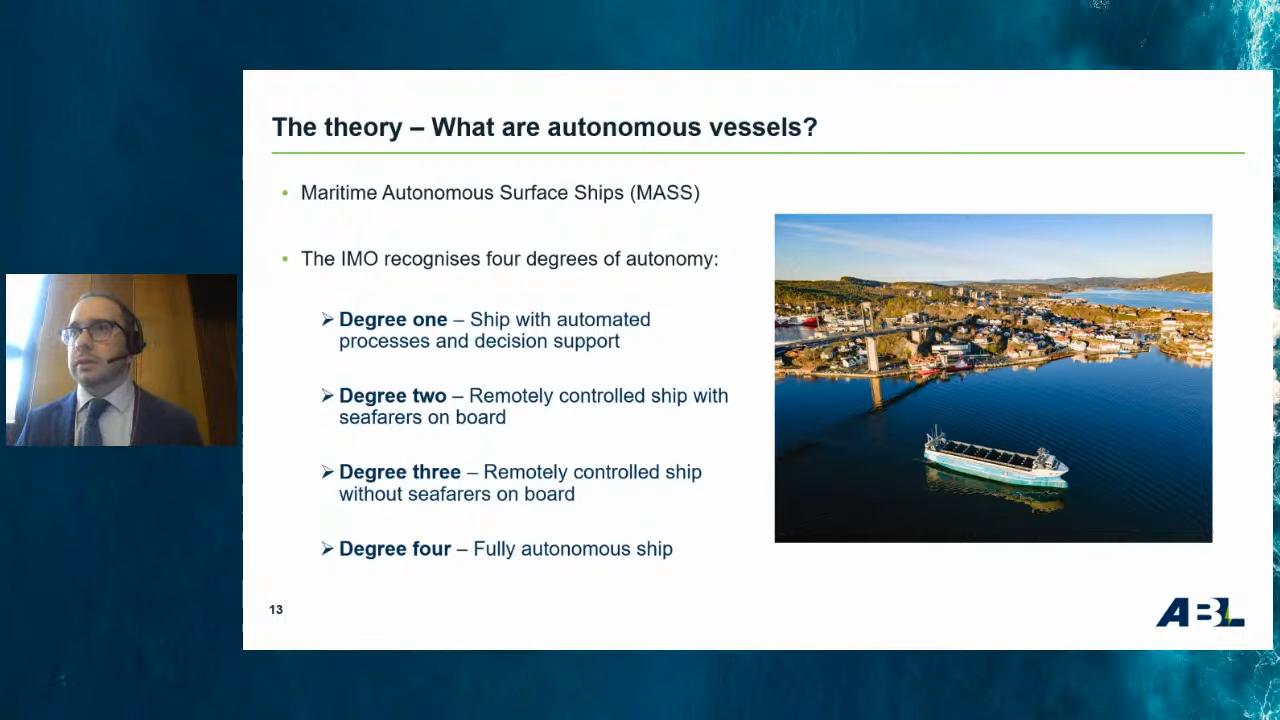 The theory – What are autonomous vessels?
• Maritime Autonomous Surface Ships (MASS)
• The IMO recognises four degrees of autonomy:
➢ Degree one – Ship with automated
processes and decision support
➢ Degree two – Remotely controlled ship with
seafarers on board
➢ Degree three – Remotely controlled ship
without seafarers on board
➢ Degree four – Fully autonomous ship
13
ABL